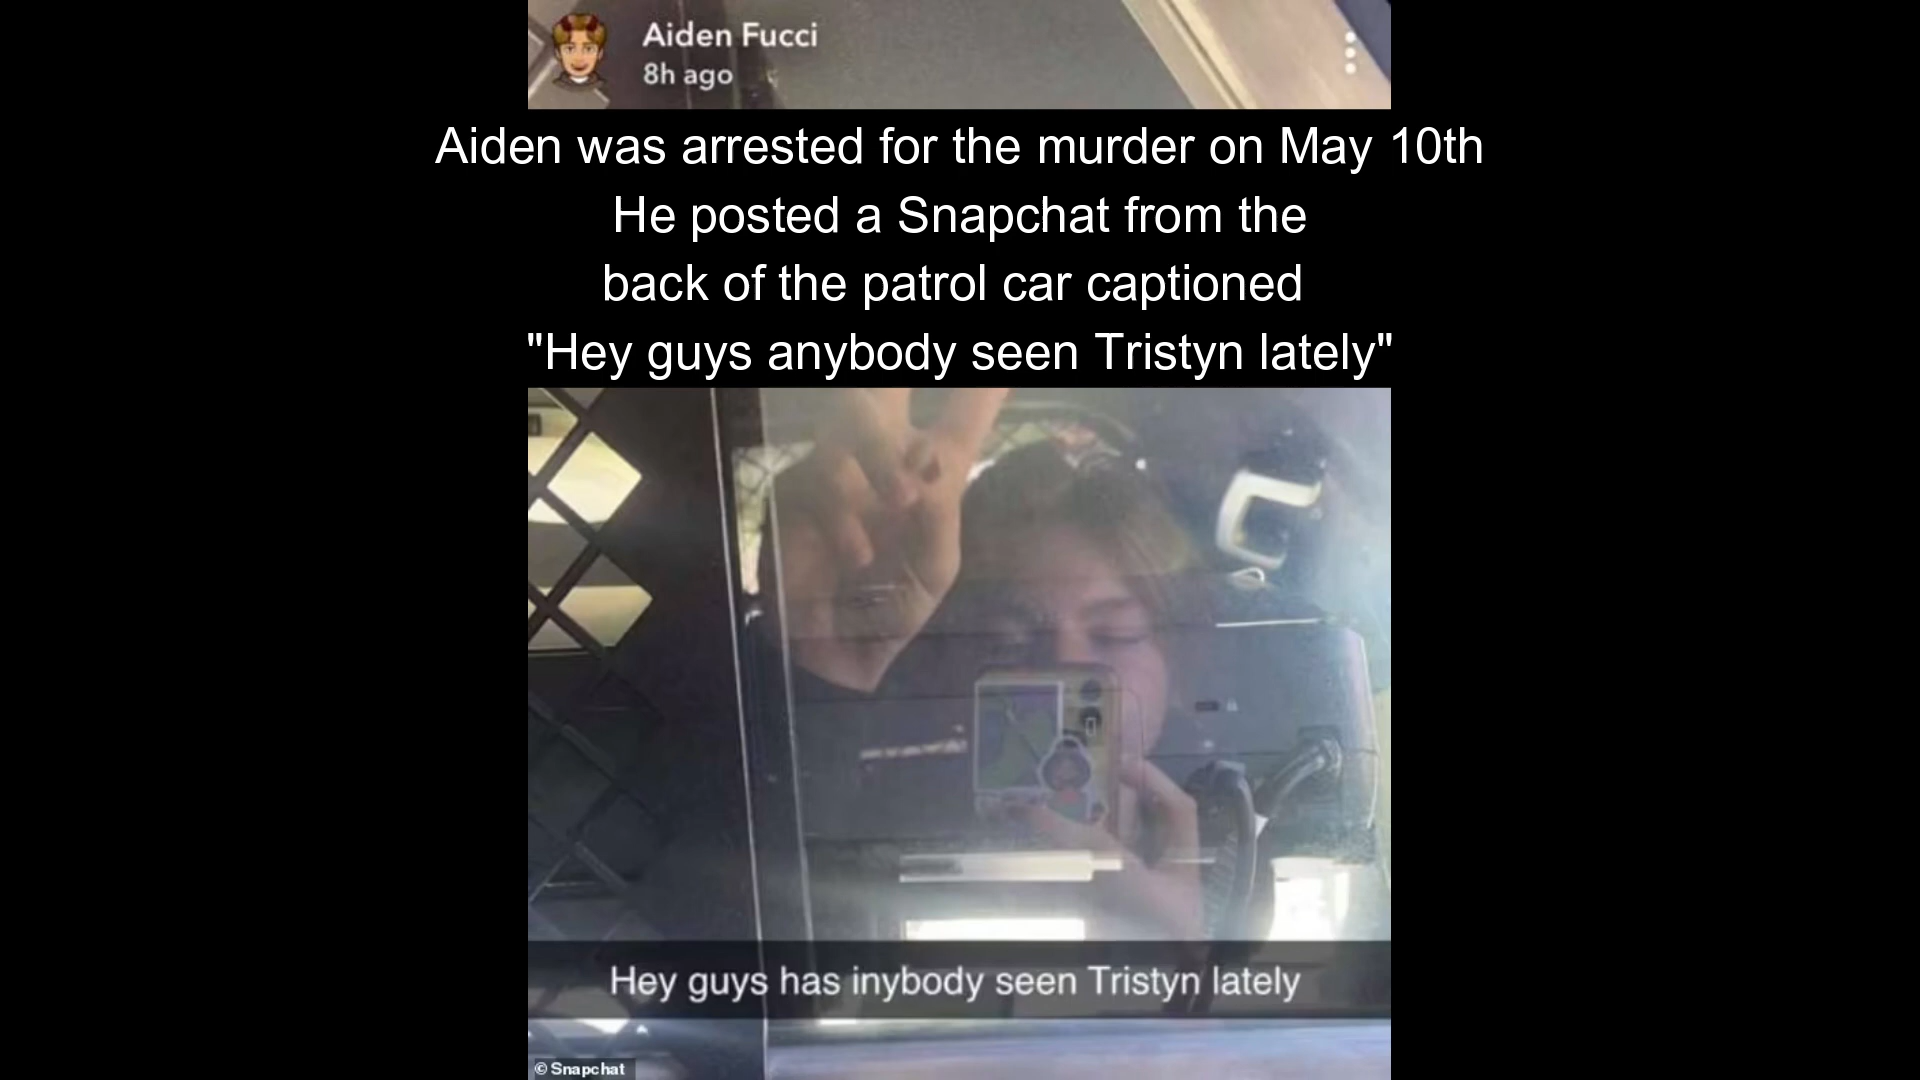 Aiden Fucci
8h ago
Aiden was arrested for the murder on May 10th
He posted a Snapchat from the
back of the patrol car captioned
"Hey guys anybody seen Tristyn lately"
Hey guys has inybody seen Tristyn lately
© Snapchat